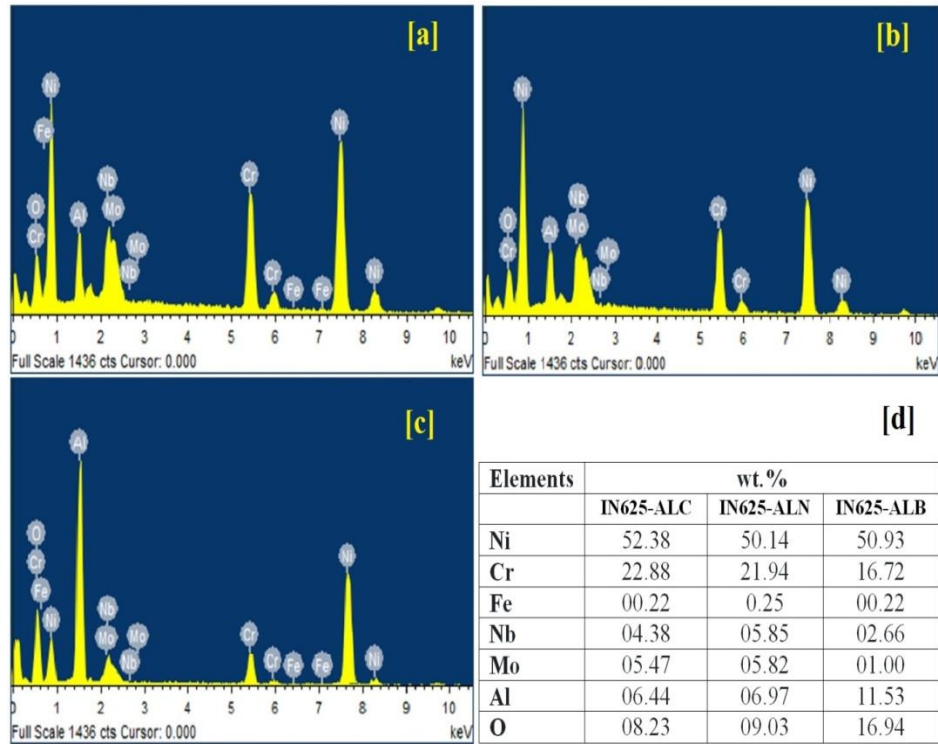 [a]
Ni
Fe
Ni
O
Cr
Al
Nb
Mo
Mo
Nb
Cr
Cr
Fe
Fe
Ni
0 1 2 3 4 5 6 7 8 9 10
Full Scale 1436 cts Cursor: 0.000 keV
[b]
Ni
Ni
O
Cr
Al
Nb
Mo
Mo
Nb
Cr
Cr
Ni
0 1 2 3 4 5 6 7 8 9 10
Full Scale 1436 cts Cursor: 0.000 keV
[c]
Al
O
Cr
Fe
Ni
Nb
Mo
Mo
Nb
Cr
Cr
Fe
Fe
Ni
Ni
0 1 2 3 4 5 6 7 8 9 10
Full Scale 1436 cts Cursor: 0.000 keV
[d]
Elements wt.%
IN625-ALC IN625-ALN IN625-ALB
Ni 52.38 50.14 50.93
Cr 22.88 21.94 16.72
Fe 00.22 0.25 00.22
Nb 04.38 05.85 02.66
Mo 05.47 05.82 01.00
Al 06.44 06.97 11.53
O 08.23 09.03 16.94